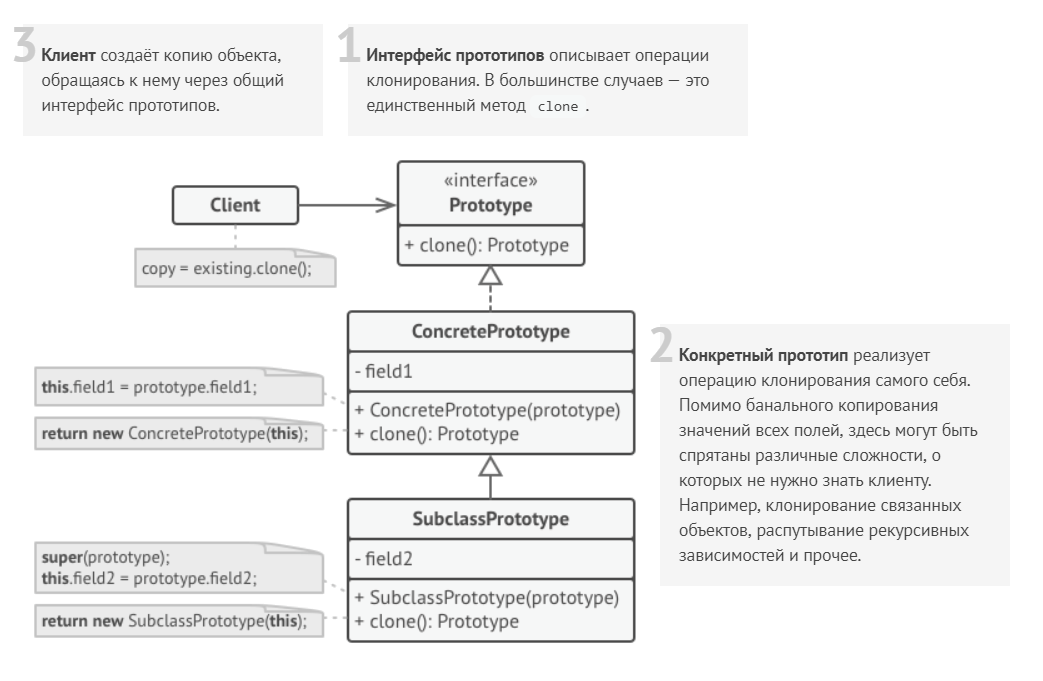 3
Клиент создаёт копию объекта,
обращаясь к нему через общий
интерфейс прототипов.
1
Интерфейс прототипов описывает операции
клонирования. В большинстве случаев — это
единственный метод clone .
Client
copy = existing.clone();
«interface»
Prototype
+ clone(): Prototype
ConcretePrototype
- field1
+ ConcretePrototype(prototype)
+ clone(): Prototype
this.field1 = prototype.field1;
return new ConcretePrototype(this);
2
Конкретный прототип реализует
операцию клонирования самого себя.
Помимо банального копирования
значений всех полей, здесь могут быть
спрятаны различные сложности, о
которых не нужно знать клиенту.
Например, клонирование связанных
объектов, распутывание рекурсивных
зависимостей и прочее.
SubclassPrototype
- field2
+ SubclassPrototype(prototype)
+ clone(): Prototype
super(prototype);
this.field2 = prototype.field2;
return new SubclassPrototype(this);